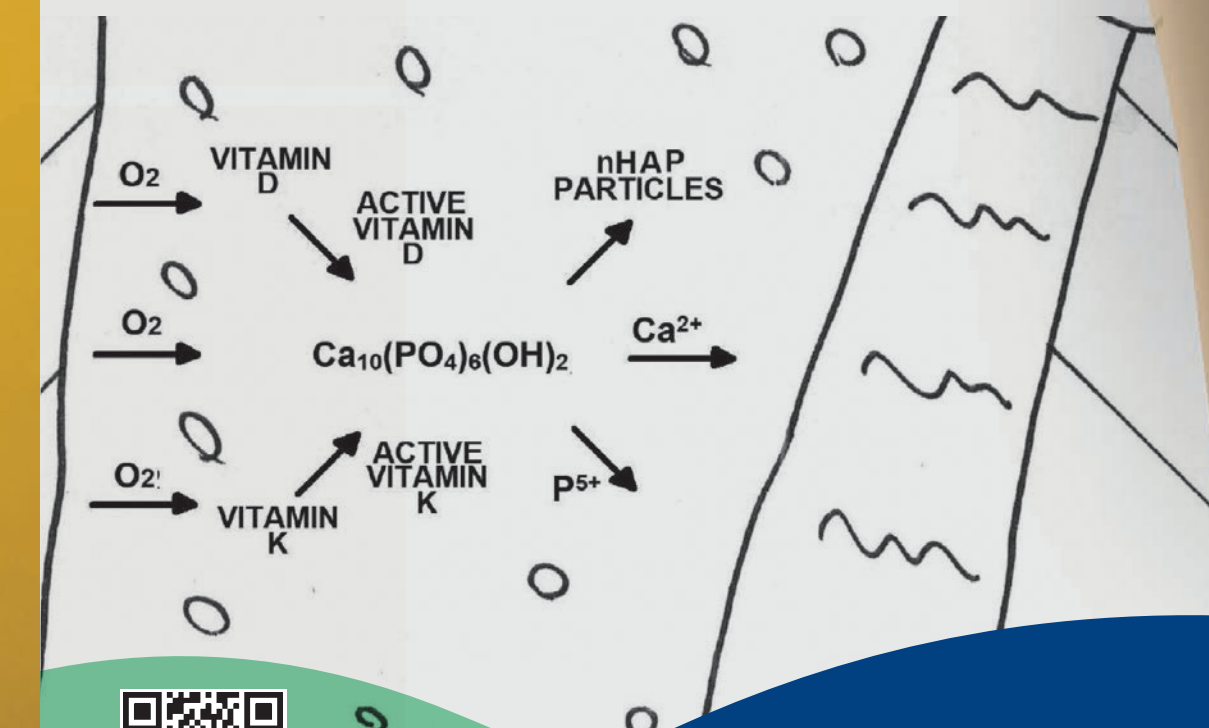 O2
VITAMIN
D
ACTIVE
VITAMIN
D
nHAP
PARTICLES
O2
Ca10(PO4)6(OH)2
Ca2+
O2
VITAMIN
K
ACTIVE
VITAMIN
K
P5+